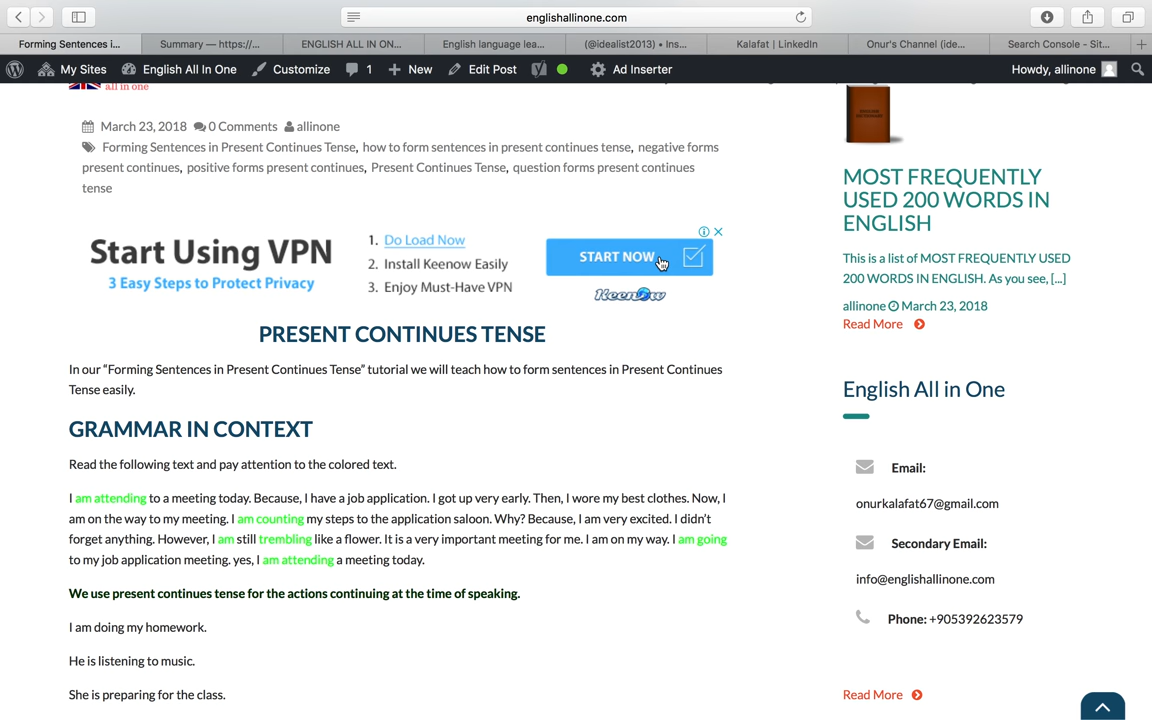 englishallinone.com
Forming Sentences i...
Summary — https://...
ENGLISH ALL IN ON...
English language lea...
(@idealist2013) • Ins...
Kalafat | LinkedIn
Onur's Channel (ide...
Search Console - Sit...
My Sites
English All In One
Customize
1
New
Edit Post
Ad Inserter
Howdy, allinone
all in one
March 23, 2018 0 Comments allinone
Forming Sentences in Present Continues Tense, how to form sentences in present continues tense, negative forms
present continues, positive forms present continues, Present Continues Tense, question forms present continues
tense
Start Using VPN
3 Easy Steps to Protect Privacy
1. Do Load Now
2. Install Keenow Easily
3. Enjoy Must-Have VPN
START NOW
Keenow
PRESENT CONTINUES TENSE
In our “Forming Sentences in Present Continues Tense” tutorial we will teach how to form sentences in Present Continues
Tense easily.
GRAMMAR IN CONTEXT
Read the following text and pay attention to the colored text.
I am attending to a meeting today. Because, I have a job application. I got up very early. Then, I wore my best clothes. Now, I
am on the way to my meeting. I am counting my steps to the application saloon. Why? Because, I am very excited. I didn’t
forget anything. However, I am still trembling like a flower. It is a very important meeting for me. I am on my way. I am going
to my job application meeting. yes, I am attending a meeting today.
We use present continues tense for the actions continuing at the time of speaking.
I am doing my homework.
He is listening to music.
She is preparing for the class.
ENGLISH DICTIONARY
MOST FREQUENTLY
USED 200 WORDS IN
ENGLISH
This is a list of MOST FREQUENTLY USED
200 WORDS IN ENGLISH. As you see, [...]
allinone March 23, 2018
Read More
English All in One
Email:
onurkalafat67@gmail.com
Secondary Email:
info@englishallinone.com
Phone: +905392623579
Read More